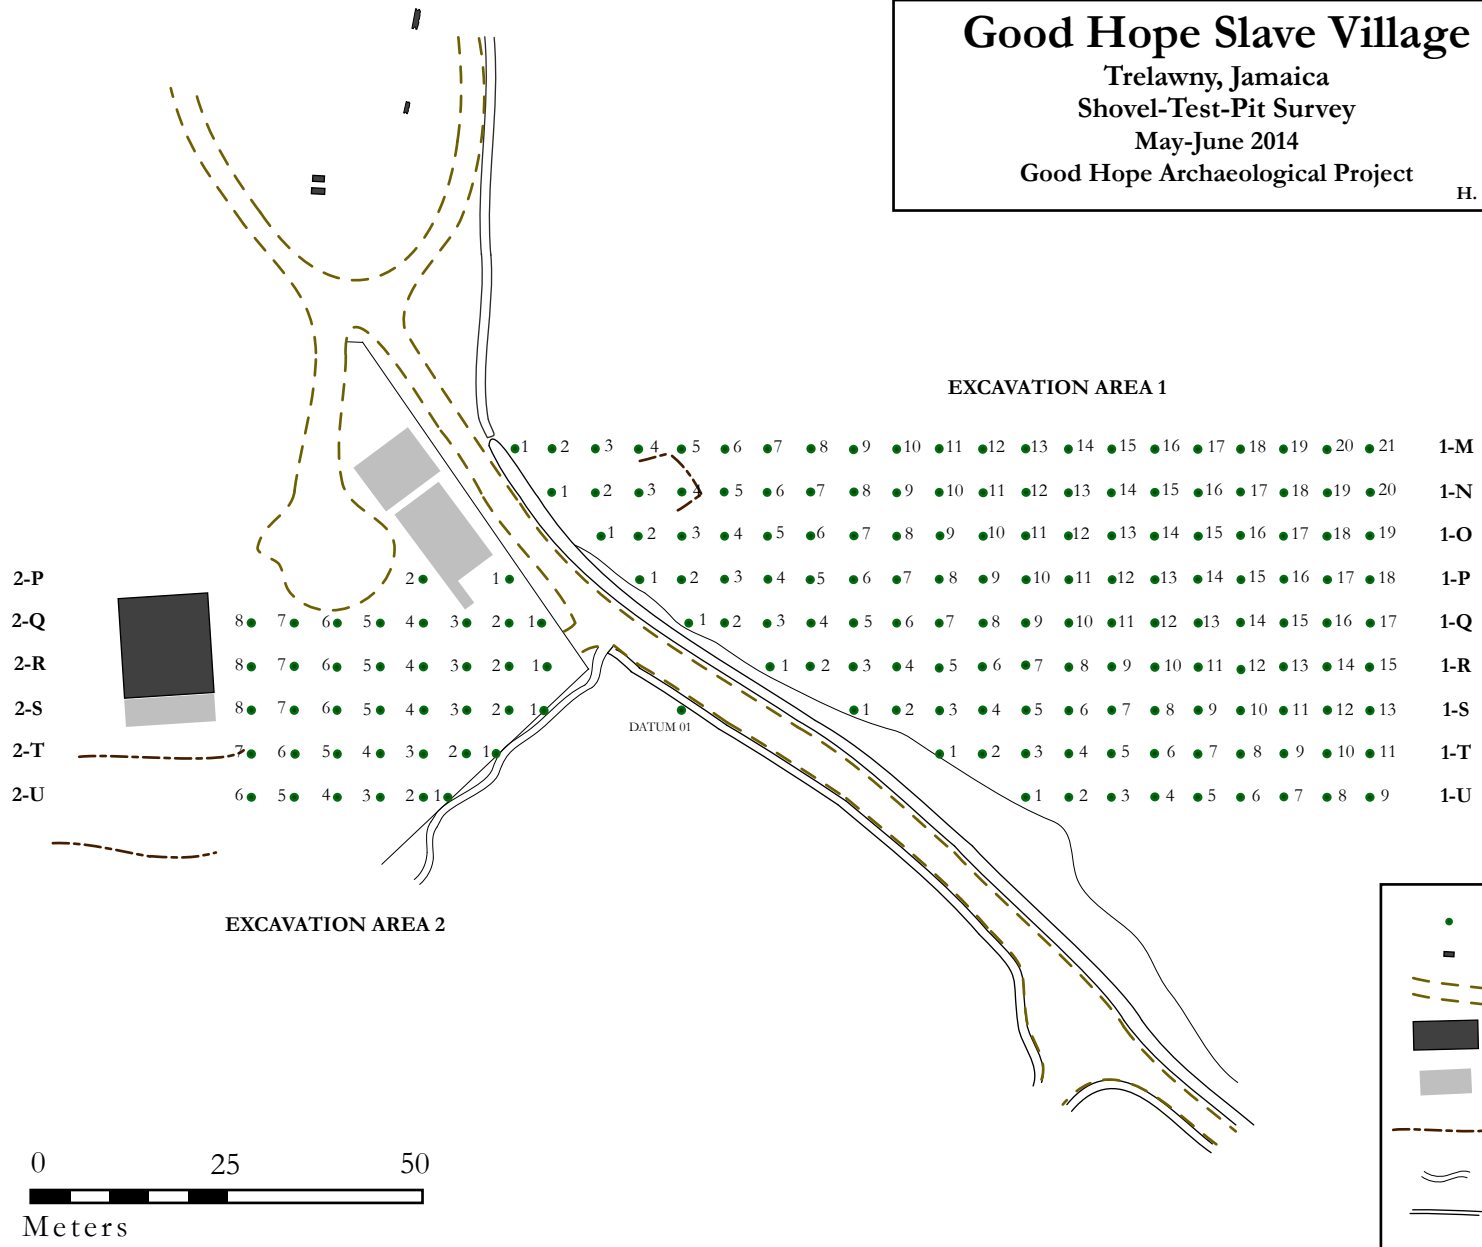 Good Hope Slave Village
Trelawny, Jamaica
Shovel-Test-Pit Survey
May-June 2014
Good Hope Archaeological Project
H.
EXCAVATION AREA 1
1 2 3 4 5 6 7 8 9 10 11 12 13 14 15 16 17 18 19 20 21 1-M
1 2 3 4 5 6 7 8 9 10 11 12 13 14 15 16 17 18 19 20 1-N
1 2 3 4 5 6 7 8 9 10 11 12 13 14 15 16 17 18 19 1-O
2-P 2 1 1 2 3 4 5 6 7 8 9 10 11 12 13 14 15 16 17 18 1-P
2-Q 8 7 6 5 4 3 2 1 1 2 3 4 5 6 7 8 9 10 11 12 13 14 15 16 17 1-Q
2-R 8 7 6 5 4 3 2 1 1 2 3 4 5 6 7 8 9 10 11 12 13 14 15 1-R
2-S 8 7 6 5 4 3 2 1 1 2 3 4 5 6 7 8 9 10 11 12 13 1-S
DATUM 01
2-T 7 6 5 4 3 2 1 1 2 3 4 5 6 7 8 9 10 11 1-T
2-U 6 5 4 3 2 1 1 2 3 4 5 6 7 8 9 1-U
EXCAVATION AREA 2
0 25 50
Meters